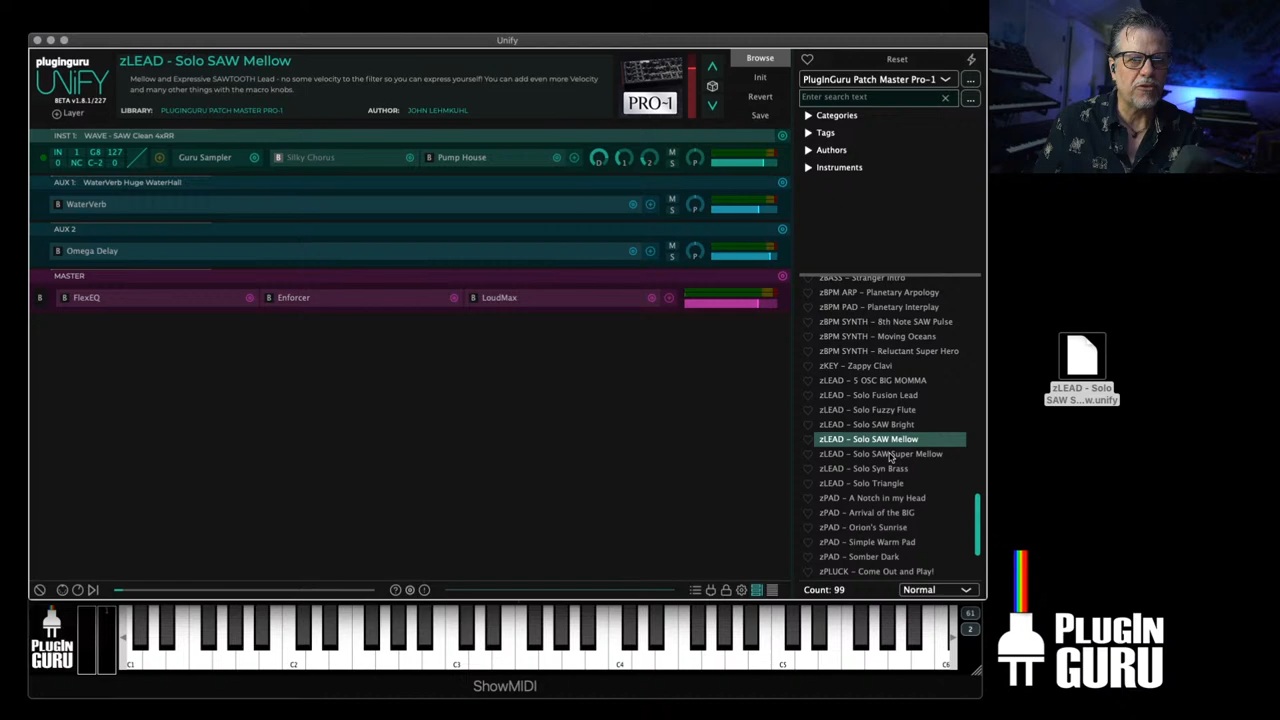 Unify
pluginguru
UNIFY
BETA v1.8.1/227
Layer
zLEAD - Solo SAW Mellow
Mellow and Expressive SAWTOOTH Lead - no some velocity to the filter so you can express yourself! You can add even more Velocity
and many other things with the macro knobs.
LIBRARY: PLUGINGURU PATCH MASTER PRO-1 AUTHOR: JOHN LEHMKUHL
PRO-1
Browse
Init
Revert
Save
Reset
PlugInGuru Patch Master Pro-1 ...
Enter search text ...
Categories
Tags
Authors
Instruments
INST 1: WAVE - SAW Clean 4xRR
IN 1 G8 127
0 NC C-2 0
Guru Sampler B Silky Chorus B Pump House D 1 2 M S P
AUX 1: WaterVerb Huge WaterHall
B WaterVerb M S P
AUX 2
B Omega Delay M S P
MASTER
B B FlexEQ B Enforcer B LoudMax
zBASS - Stranger Intro
zBPM ARP - Planetary Arpology
zBPM PAD - Planetary Interplay
zBPM SYNTH - 8th Note SAW Pulse
zBPM SYNTH - Moving Oceans
zBPM SYNTH - Reluctant Super Hero
zKEY - Zappy Clavi
zLEAD - 5 OSC BIG MOMMA
zLEAD - Solo Fusion Lead
zLEAD - Solo Fuzzy Flute
zLEAD - Solo SAW Bright
zLEAD - Solo SAW Mellow
zLEAD - Solo SAW Super Mellow
zLEAD - Solo Syn Brass
zLEAD - Solo Triangle
zPAD - A Notch in my Head
zPAD - Arrival of the BIG
zPAD - Orion's Sunrise
zPAD - Simple Warm Pad
zPAD - Somber Dark
zPLUCK - Come Out and Play!
Count: 99 Normal
zLEAD - Solo
SAW S...w.unify
PLUGIN
GURU
C1 C2 C3 C4 C5 C6
61
2
ShowMIDI
PLUGIN
GURU